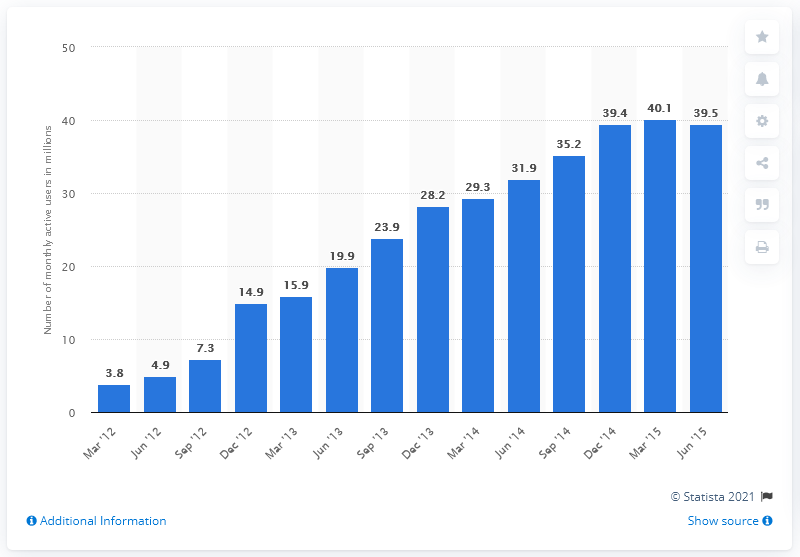 Number of monthly active users in millions
50
40
30
20
10
0
3.8
4.9
7.3
14.9
15.9
19.9
23.9
28.2
29.3
31.9
35.2
39.4
40.1
39.5
Mar '12
Jun '12
Sep '12
Dec '12
Mar '13
Jun '13
Sep '13
Dec '13
Mar '14
Jun '14
Sep '14
Dec '14
Mar '15
Jun '15
© Statista 2021
Additional Information
Show source